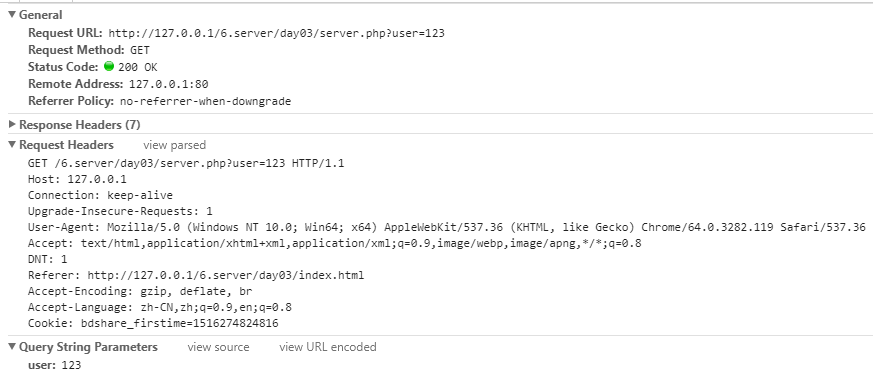 General
Request URL: http://127.0.0.1/6.server/day03/server.php?user=123
Request Method: GET
Status Code: 200 OK
Remote Address: 127.0.0.1:80
Referrer Policy: no-referrer-when-downgrade
Response Headers (7)
Request Headers view parsed
GET /6.server/day03/server.php?user=123 HTTP/1.1
Host: 127.0.0.1
Connection: keep-alive
Upgrade-Insecure-Requests: 1
User-Agent: Mozilla/5.0 (Windows NT 10.0; Win64; x64) AppleWebKit/537.36 (KHTML, like Gecko) Chrome/64.0.3282.119 Safari/537.36
Accept: text/html,application/xhtml+xml,application/xml;q=0.9,image/webp,image/apng,*/*;q=0.8
DNT: 1
Referer: http://127.0.0.1/6.server/day03/index.html
Accept-Encoding: gzip, deflate, br
Accept-Language: zh-CN,zh;q=0.9,en;q=0.8
Cookie: bdshare_firstime=1516274824816
Query String Parameters view source view URL encoded
user: 123